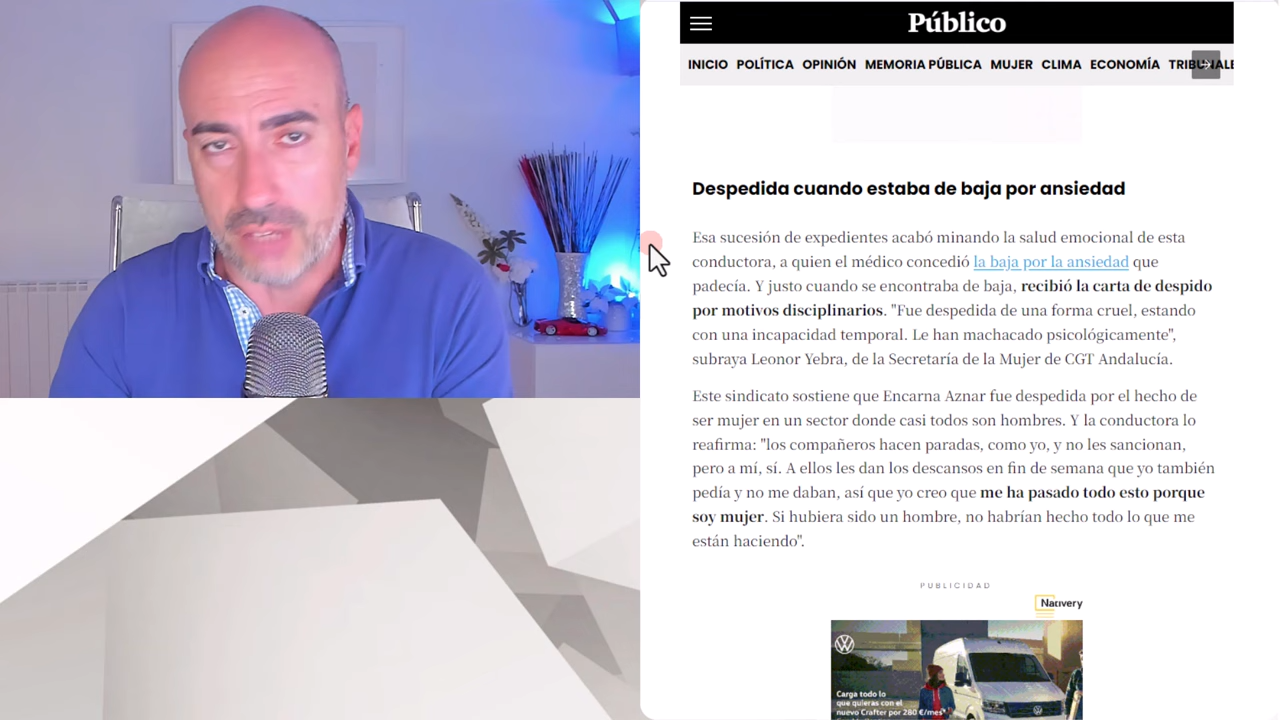 Público
INICIO POLÍTICA OPINIÓN MEMORIA PÚBLICA MUJER CLIMA ECONOMÍA TRIBUNALE
Despedida cuando estaba de baja por ansiedad
Esa sucesión de expedientes acabó minando la salud emocional de esta
conductora, a quien el médico concedió la baja por la ansiedad que
padecía. Y justo cuando se encontraba de baja, recibió la carta de despido
por motivos disciplinarios. "Fue despedida de una forma cruel, estando
con una incapacidad temporal. Le han machacado psicológicamente",
subraya Leonor Yebra, de la Secretaría de la Mujer de CGT Andalucía.
Este sindicato sostiene que Encarna Aznar fue despedida por el hecho de
ser mujer en un sector donde casi todos son hombres. Y la conductora lo
reafirma: "los compañeros hacen paradas, como yo, y no les sancionan,
pero a mí, sí. A ellos les dan los descansos en fin de semana que yo también
pedía y no me daban, así que yo creo que me ha pasado todo esto porque
soy mujer. Si hubiera sido un hombre, no habrían hecho todo lo que me
están haciendo".
PUBLICIDAD
Nativery
Carga todo lo
que quieras con el
nuevo Crafter por 280 €/mes*